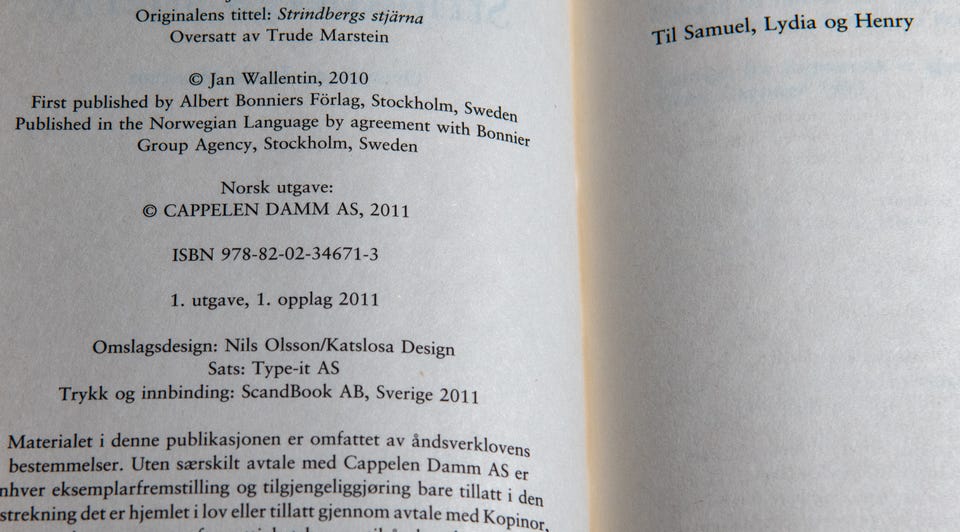 Originalens tittel: Strindbergs stjärna
Oversatt av Trude Marstein
© Jan Wallentin, 2010
First published by Albert Bonniers Förlag, Stockholm, Sweden
Published in the Norwegian Language by agreement with Bonnier
Group Agency, Stockholm, Sweden
Norsk utgave:
© CAPPELEN DAMM AS, 2011
ISBN 978-82-02-34671-3
1. utgave, 1. opplag 2011
Omslagsdesign: Nils Olsson/Katslosa Design
Sats: Type-it AS
Trykk og innbinding: ScandBook AB, Sverige 2011
Materialet i denne publikasjonen er omfattet av åndsverklovens
bestemmelser. Uten særskilt avtale med Cappelen Damm AS er
nhver eksemplarfremstilling og tilgjengeliggjøring bare tillatt i den
strekning det er hjemlet i lov eller tillatt gjennom avtale med Kopinor,
Til Samuel, Lydia og Henry